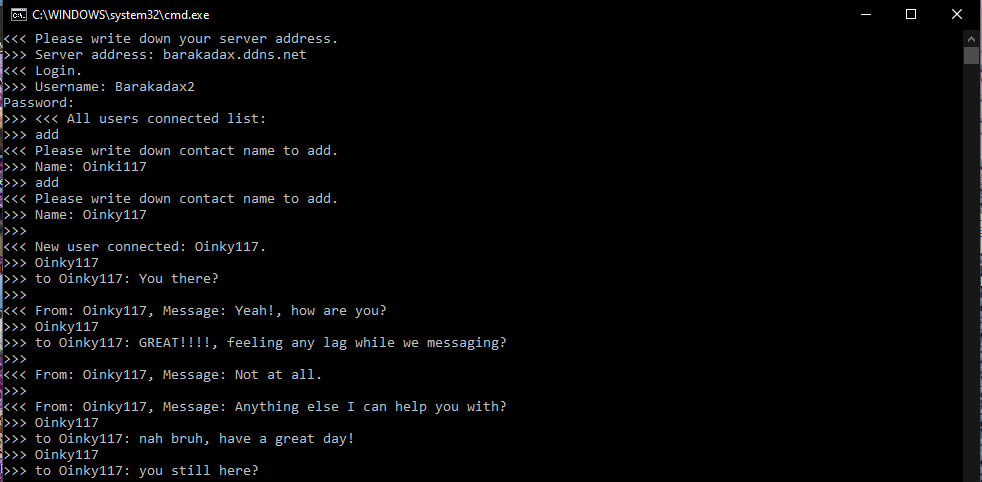 C:\WINDOWS\system32\cmd.exe
<<< Please write down your server address.
>>> Server address: barakadax.ddns.net
<<< Login.
>>> Username: Barakadax2
Password:
>>> <<< All users connected list:
>>> add
<<< Please write down contact name to add.
>>> Name: Oinki117
>>> add
<<< Please write down contact name to add.
>>> Name: Oinky117
>>>
<<< New user connected: Oinky117.
>>> Oinky117
>>> to Oinky117: You there?
>>>
<<< From: Oinky117, Message: Yeah!, how are you?
>>> Oinky117
>>> to Oinky117: GREAT!!!!, feeling any lag while we messaging?
>>>
<<< From: Oinky117, Message: Not at all.
>>>
<<< From: Oinky117, Message: Anything else I can help you with?
>>> Oinky117
>>> to Oinky117: nah bruh, have a great day!
>>> Oinky117
>>> to Oinky117: you still here?